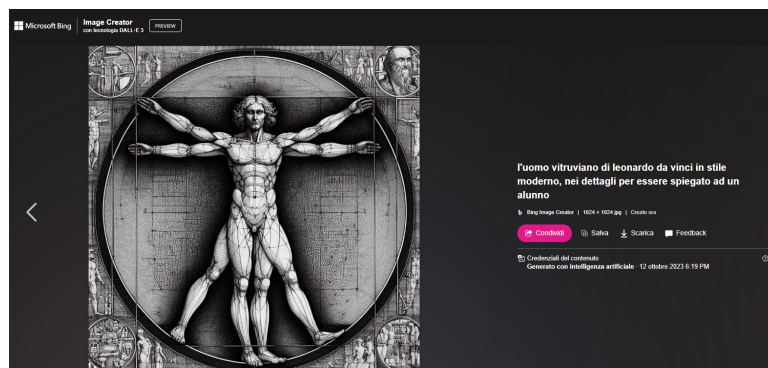 Microsoft Bing
Image Creator
con tecnologia DALL·E 3
PREVIEW
l'uomo vitruviano di leonardo da vinci in stile
moderno, nei dettagli per essere spiegato ad un
alunno
Bing Image Creator | 1024 × 1024 jpg | Creato ora
Condividi Salva Scarica Feedback
Credenziali del contenuto
Generato con intelligenza artificiale · 12 ottobre 2023 6:19 PM